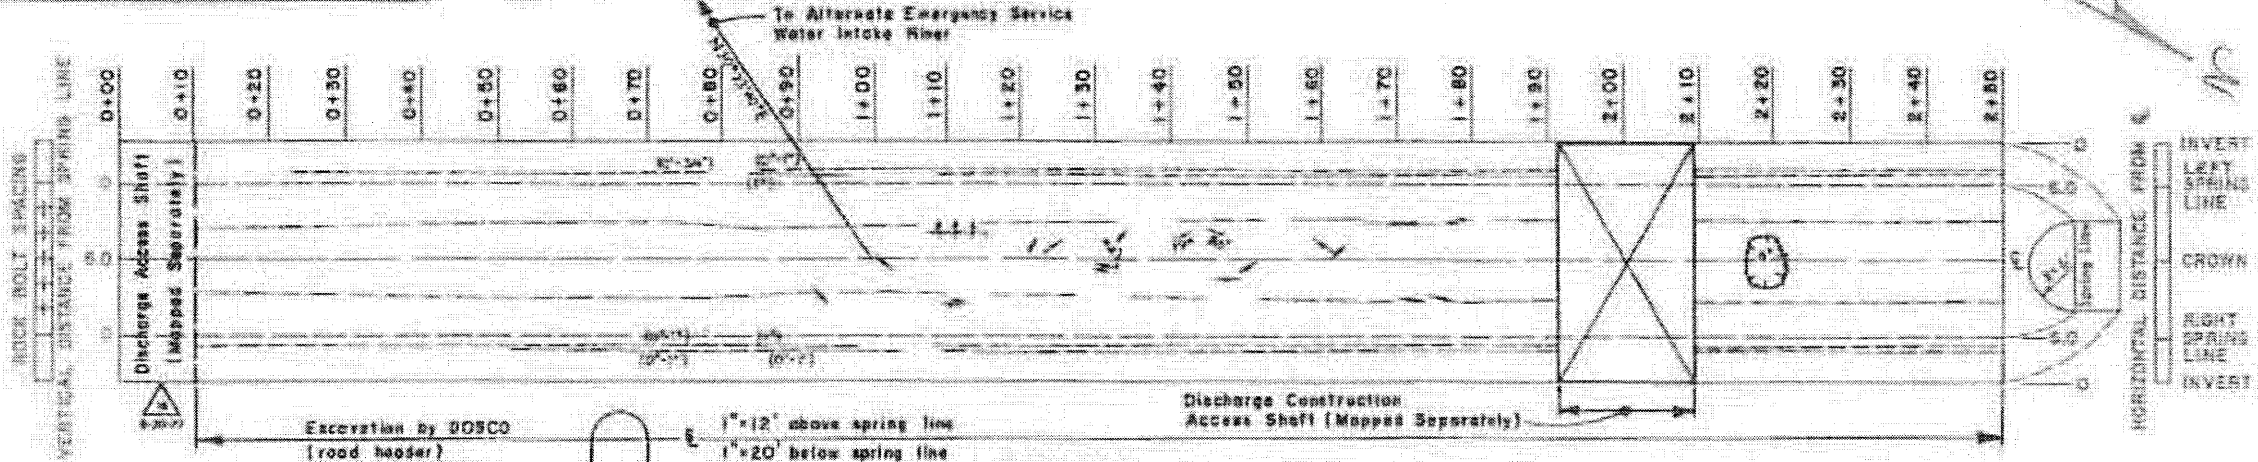 To Alternate Emergency Service
Water Intake Riser
0+00
0+10
0+20
0+30
0+40
0+50
0+60
0+70
0+80
0+90
1+00
1+10
1+20
1+30
1+40
1+50
1+60
1+70
1+80
1+90
2+00
2+10
2+20
2+30
2+40
2+50
ROCK BOLT SPACING
VERTICAL DISTANCE FROM SPRING LINE
Discharge Access Shaft
(Mapped Separately)
HORIZONTAL DISTANCE FROM ℄
INVERT
LEFT
SPRING
LINE
CROWN
RIGHT
SPRING
LINE
INVERT
Spring Line
Excavation by DOSCO
(road header)
℄
1"=12' above spring line
1"=20' below spring line
Discharge Construction
Access Shaft (Mapped Separately)